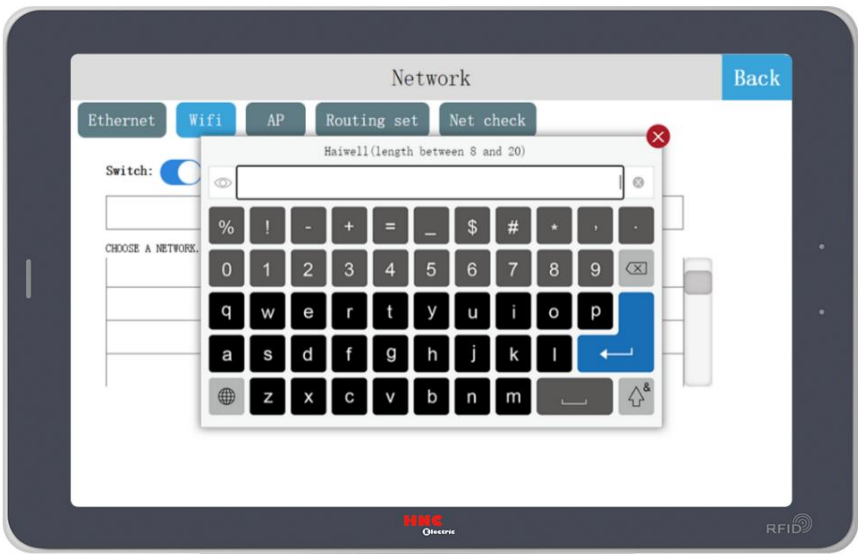 Network
Back
Ethernet Wifi AP Routing set Net check
Haiwell(length between 8 and 20)
Switch:
CHOOSE A NETWORK.
% ! - + = _ $ # * , .
0 1 2 3 4 5 6 7 8 9
q w e r t y u i o p
a s d f g h j k l
z x c v b n m &
HNC
Electric
RFID